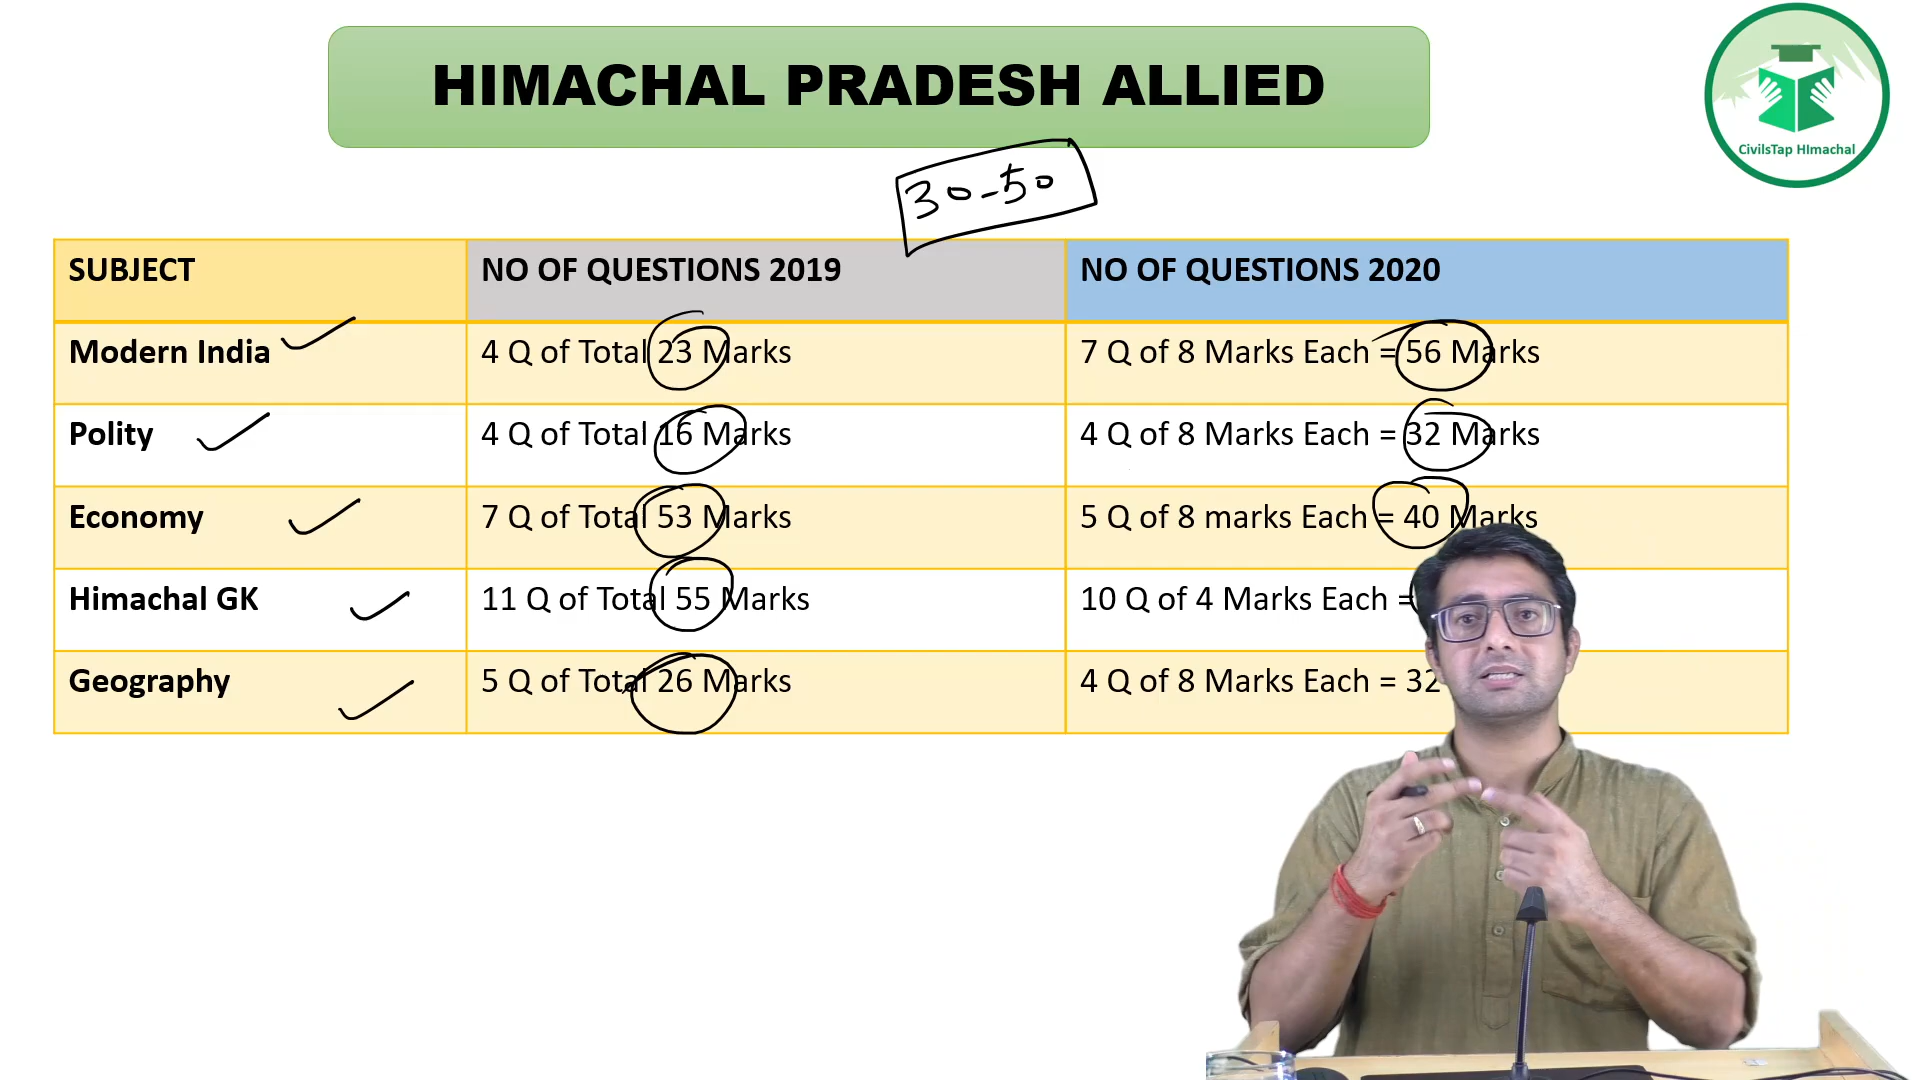 HIMACHAL PRADESH ALLIED
CivilsTap HImachal
30-50
SUBJECT
NO OF QUESTIONS 2019
NO OF QUESTIONS 2020
Modern India
4 Q of Total 23 Marks
7 Q of 8 Marks Each = 56 Marks
Polity
4 Q of Total 16 Marks
4 Q of 8 Marks Each = 32 Marks
Economy
7 Q of Total 53 Marks
5 Q of 8 marks Each = 40 Marks
Himachal GK
11 Q of Total 55 Marks
10 Q of 4 Marks Each =
Geography
5 Q of Total 26 Marks
4 Q of 8 Marks Each = 32